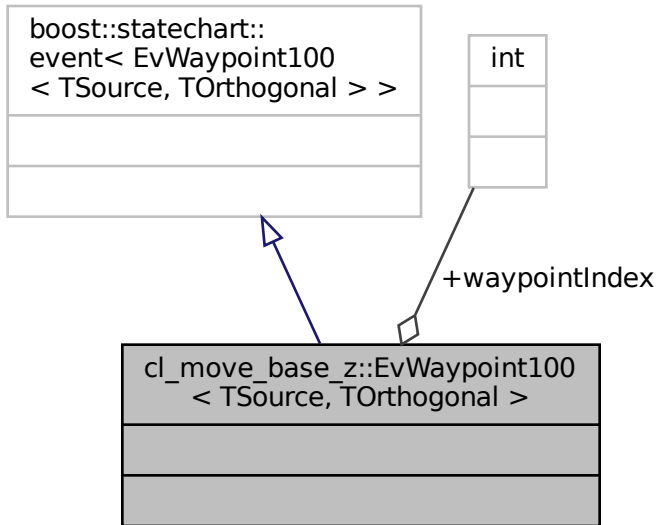 boost::statechart::
event< EvWaypoint100
< TSource, TOrthogonal > >
int
+waypointIndex
cl_move_base_z::EvWaypoint100
< TSource, TOrthogonal >